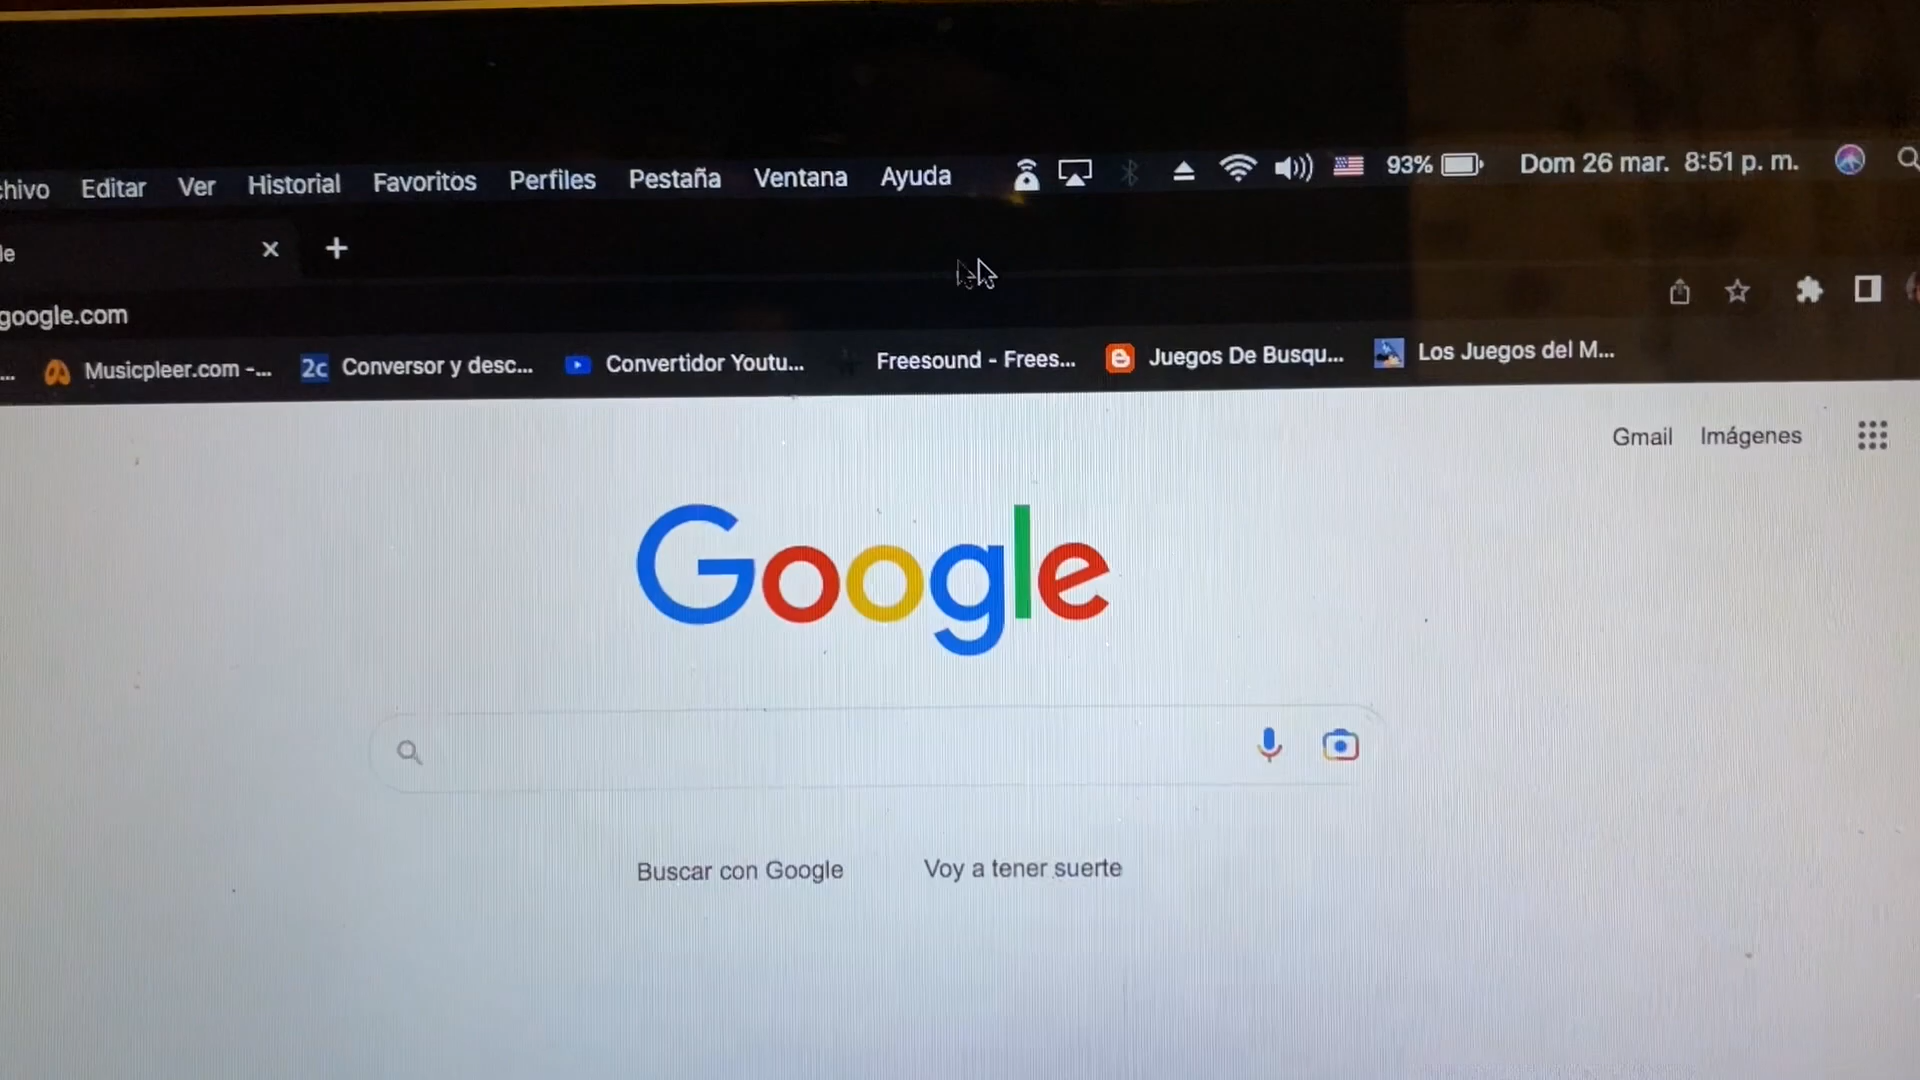 chivo Editar Ver Historial Favoritos Perfiles Pestaña Ventana Ayuda 93% Dom 26 mar. 8:51 p. m.
le
google.com
... Musicpleer.com -... Conversor y desc... Convertidor Youtu... Freesound - Frees... Juegos De Busqu... Los Juegos del M...
Gmail Imágenes
Google
Buscar con Google Voy a tener suerte